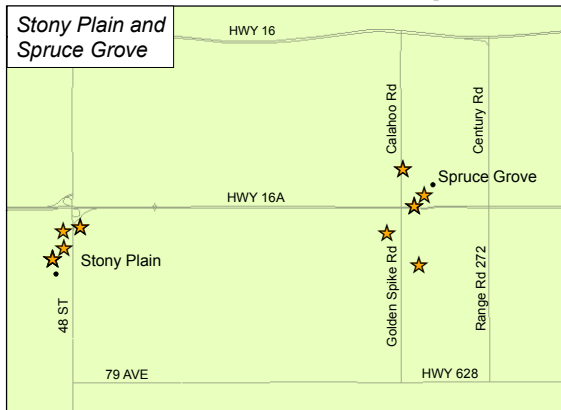 Stony Plain and
Spruce Grove
HWY 16
Calahoo Rd
Century Rd
Spruce Grove
HWY 16A
Stony Plain
48 ST
Golden Spike Rd
Range Rd 272
79 AVE
HWY 628